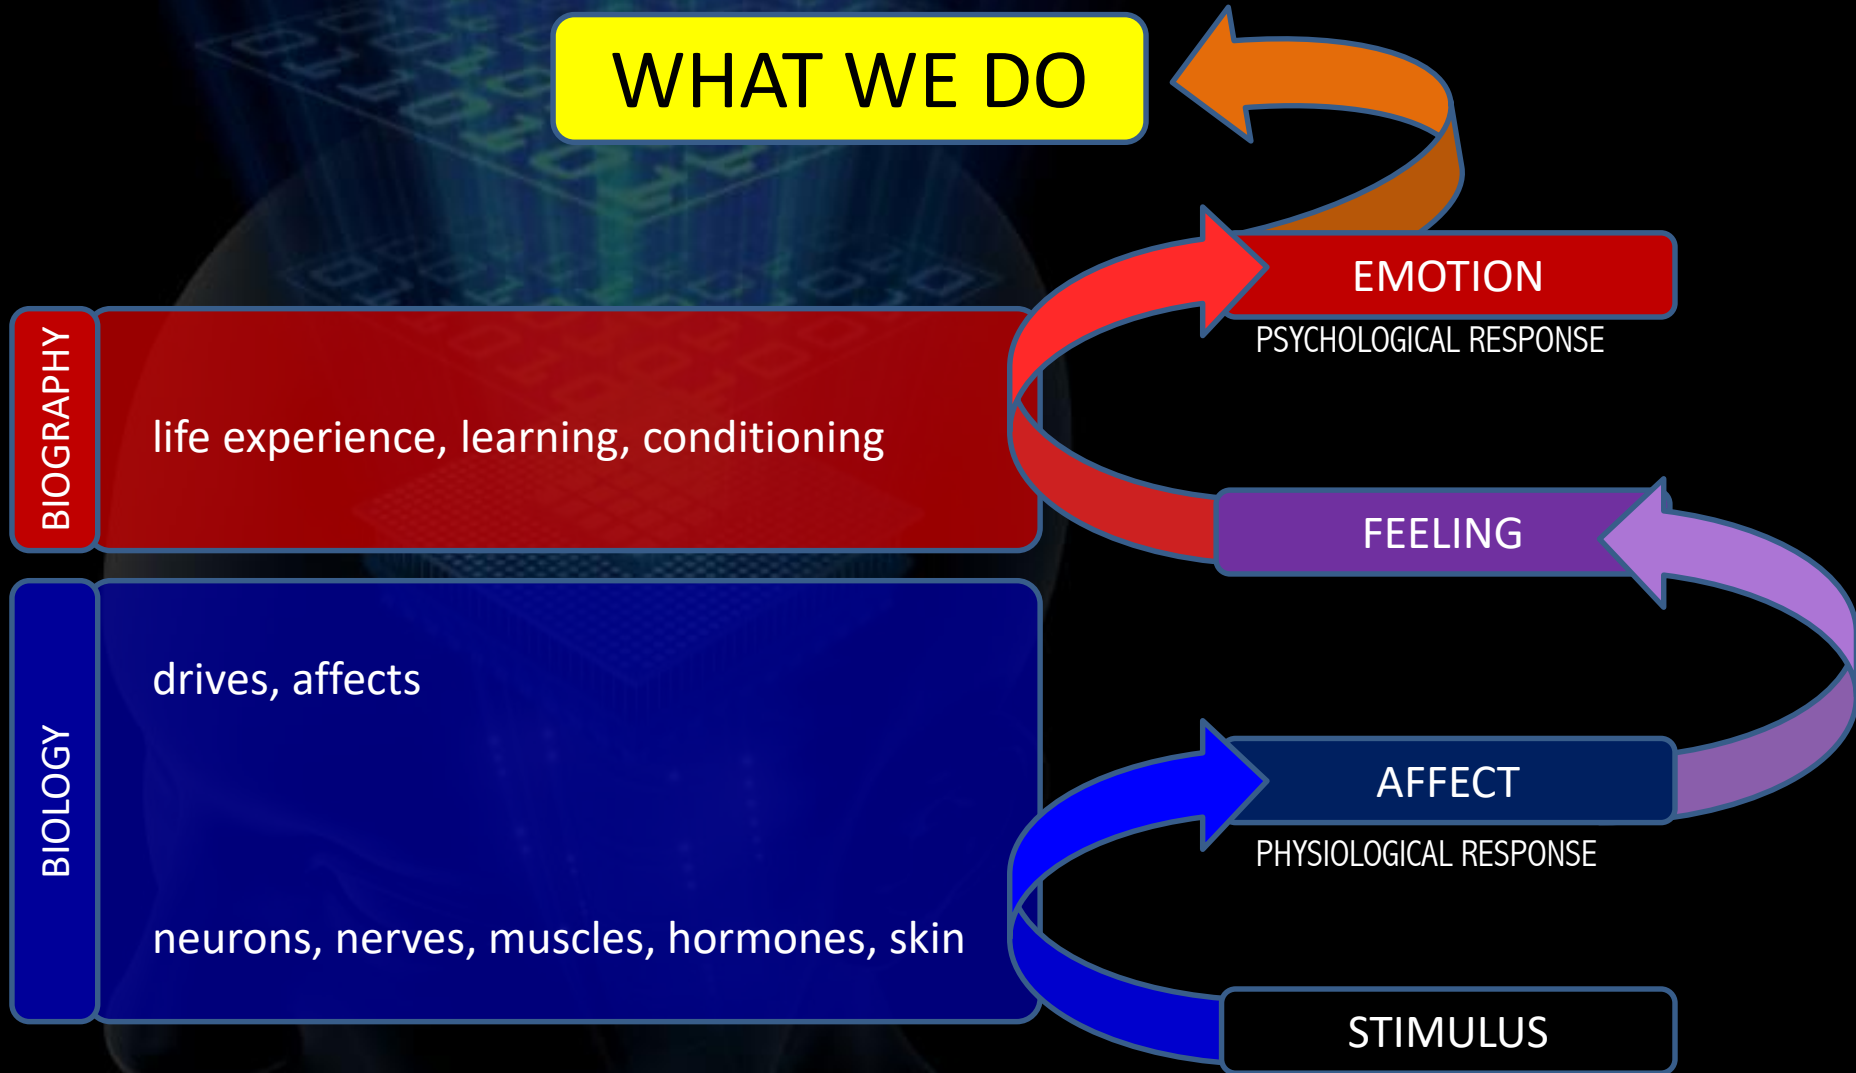 WHAT WE DO
EMOTION
PSYCHOLOGICAL RESPONSE
BIOGRAPHY
life experience, learning, conditioning
FEELING
BIOLOGY
drives, affects
AFFECT
PHYSIOLOGICAL RESPONSE
neurons, nerves, muscles, hormones, skin
STIMULUS